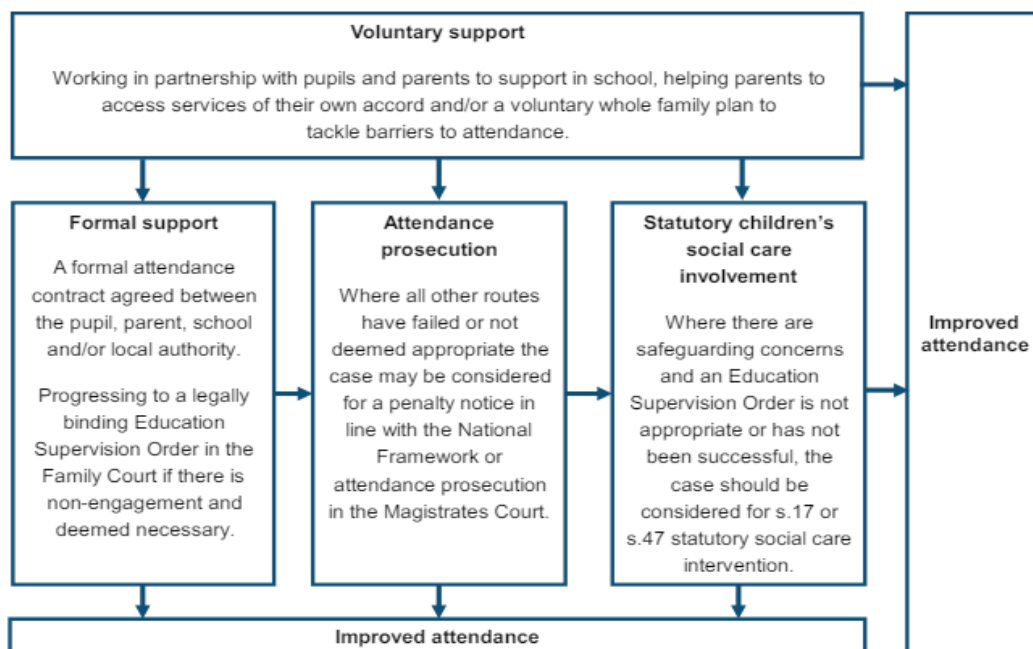 Voluntary support
Working in partnership with pupils and parents to support in school, helping parents to
access services of their own accord and/or a voluntary whole family plan to
tackle barriers to attendance.
Formal support
A formal attendance
contract agreed between
the pupil, parent, school
and/or local authority.
Progressing to a legally
binding Education
Supervision Order in the
Family Court if there is
non-engagement and
deemed necessary.
Attendance
prosecution
Where all other routes
have failed or not
deemed appropriate the
case may be considered
for a penalty notice in
line with the National
Framework or
attendance prosecution
in the Magistrates Court.
Statutory children’s
social care
involvement
Where there are
safeguarding concerns
and an Education
Supervision Order is not
appropriate or has not
been successful, the
case should be
considered for s.17 or
s.47 statutory social care
intervention.
Improved
attendance
Improved attendance